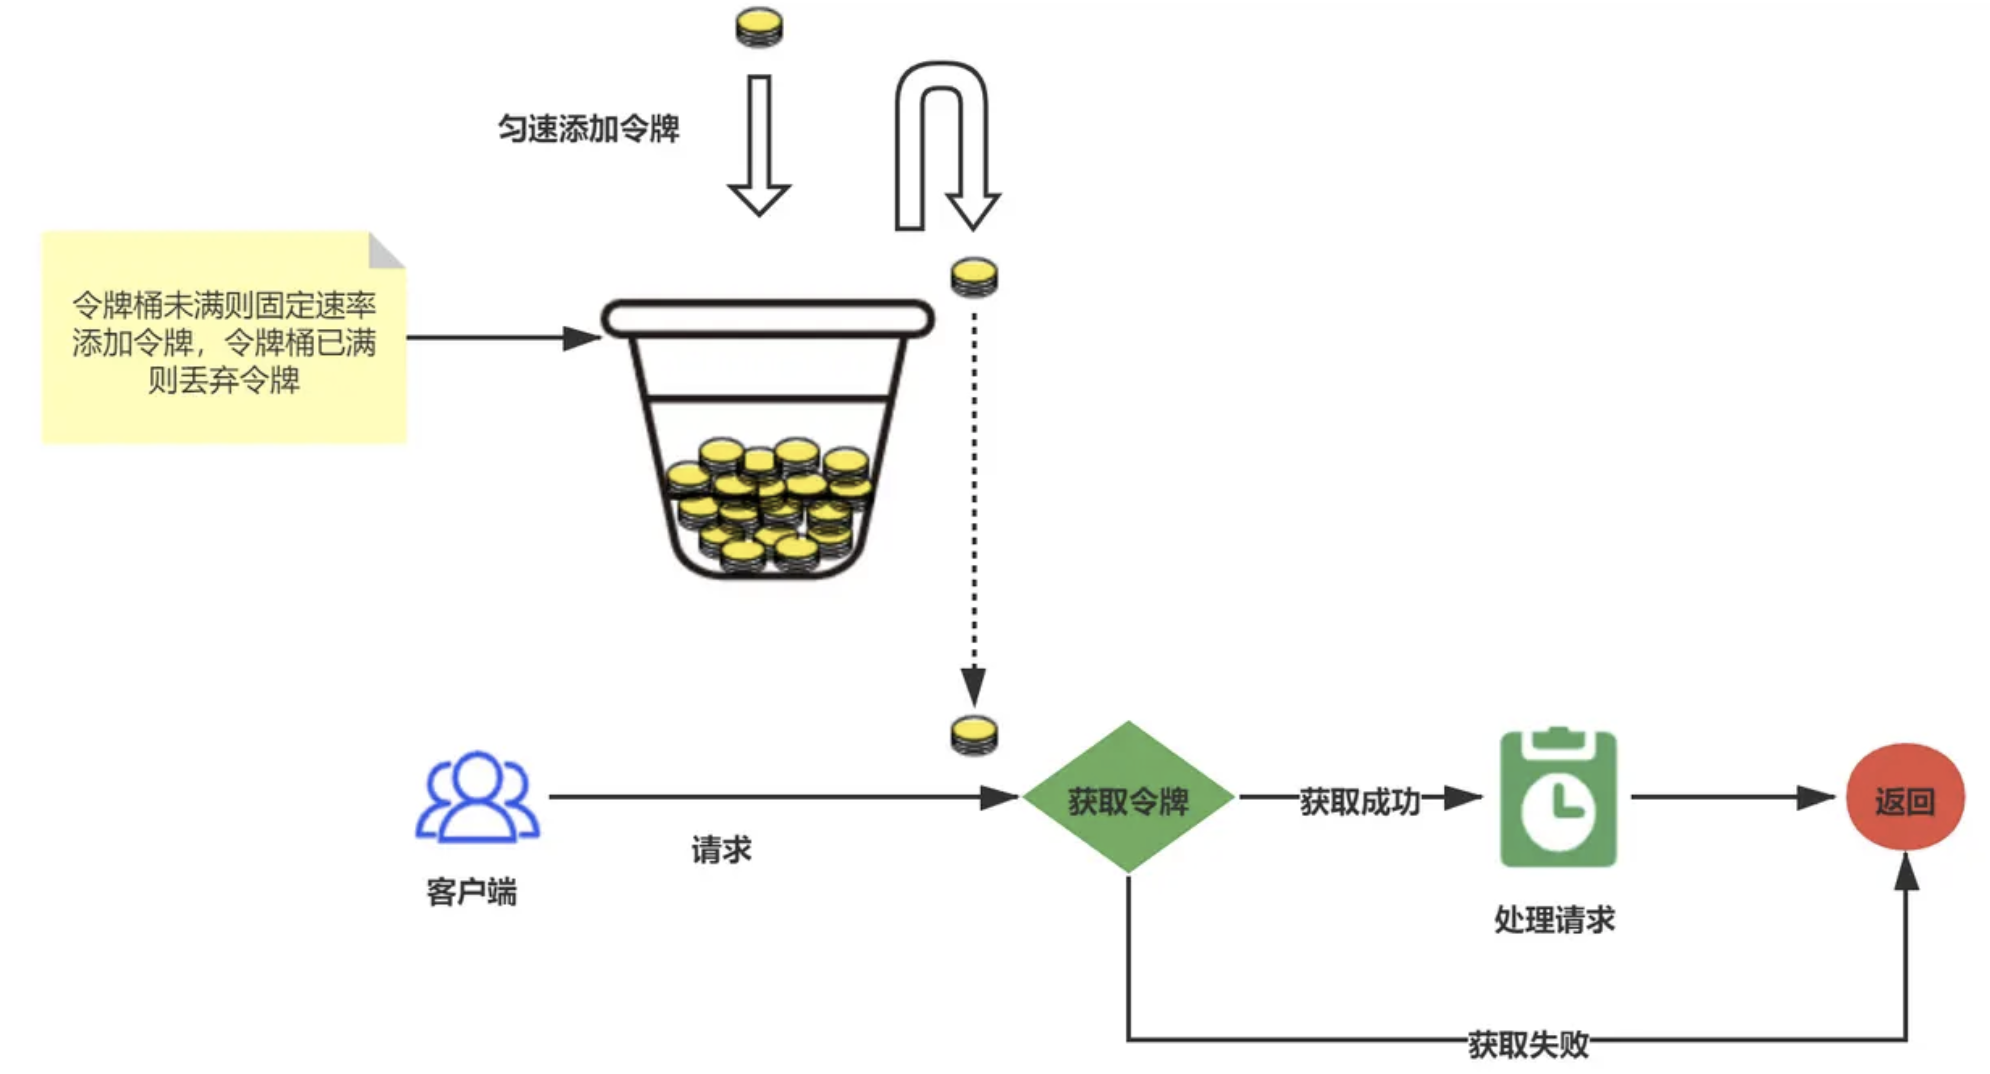 匀速添加令牌
令牌桶未满则固定速率
添加令牌，令牌桶已满
则丢弃令牌
获取令牌
获取成功
返回
请求
客户端
处理请求
获取失败